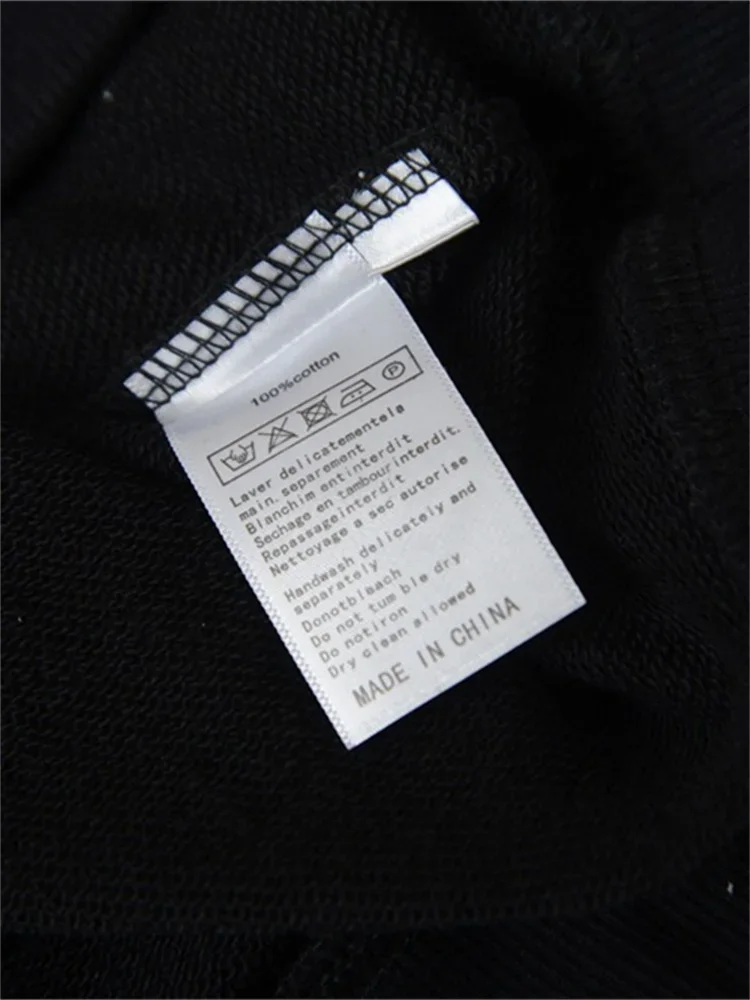 100%cotton
P
Laver delicatementela
main. separement
Blanchim entinterdit
Sechage en tambourinterdit.
Repassageinterdit
Nettoyage a sec autorise
Handwash delicately and
separately
Donotbleach
Do not tum ble dry
Do notiron
Dry clean allowed
MADE IN CHINA